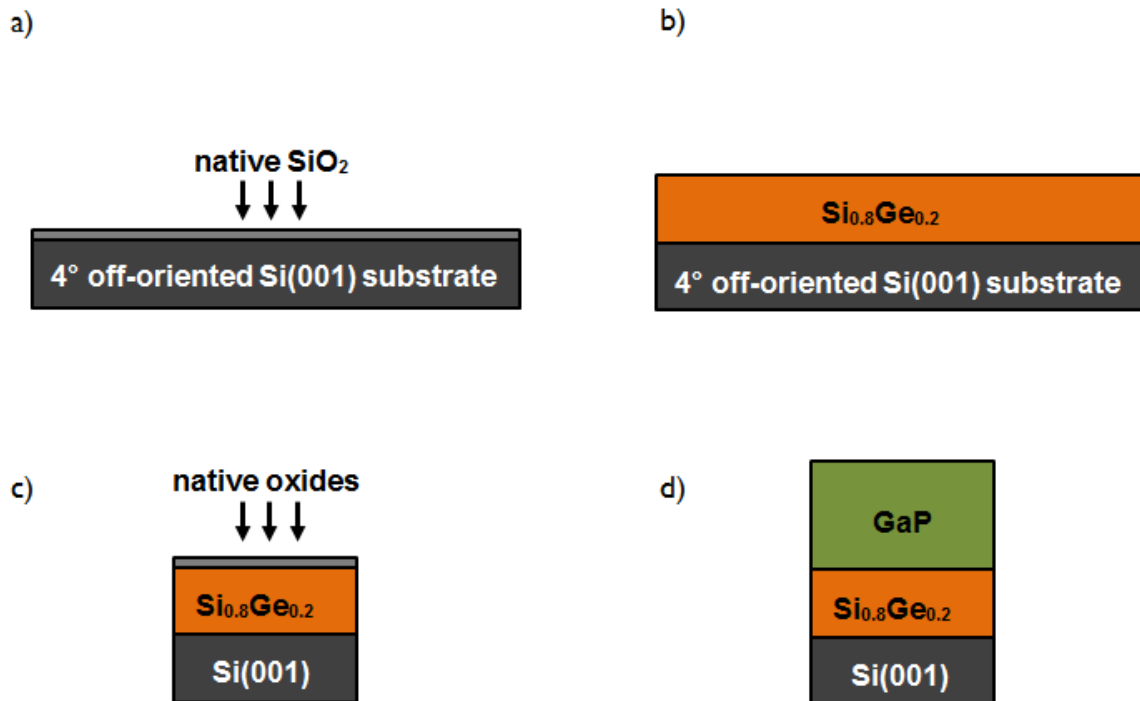 a)
native SiO₂
4° off-oriented Si(001) substrate
b)
Si₀.₈Ge₀.₂
4° off-oriented Si(001) substrate
c)
native oxides
Si₀.₈Ge₀.₂
Si(001)
d)
GaP
Si₀.₈Ge₀.₂
Si(001)